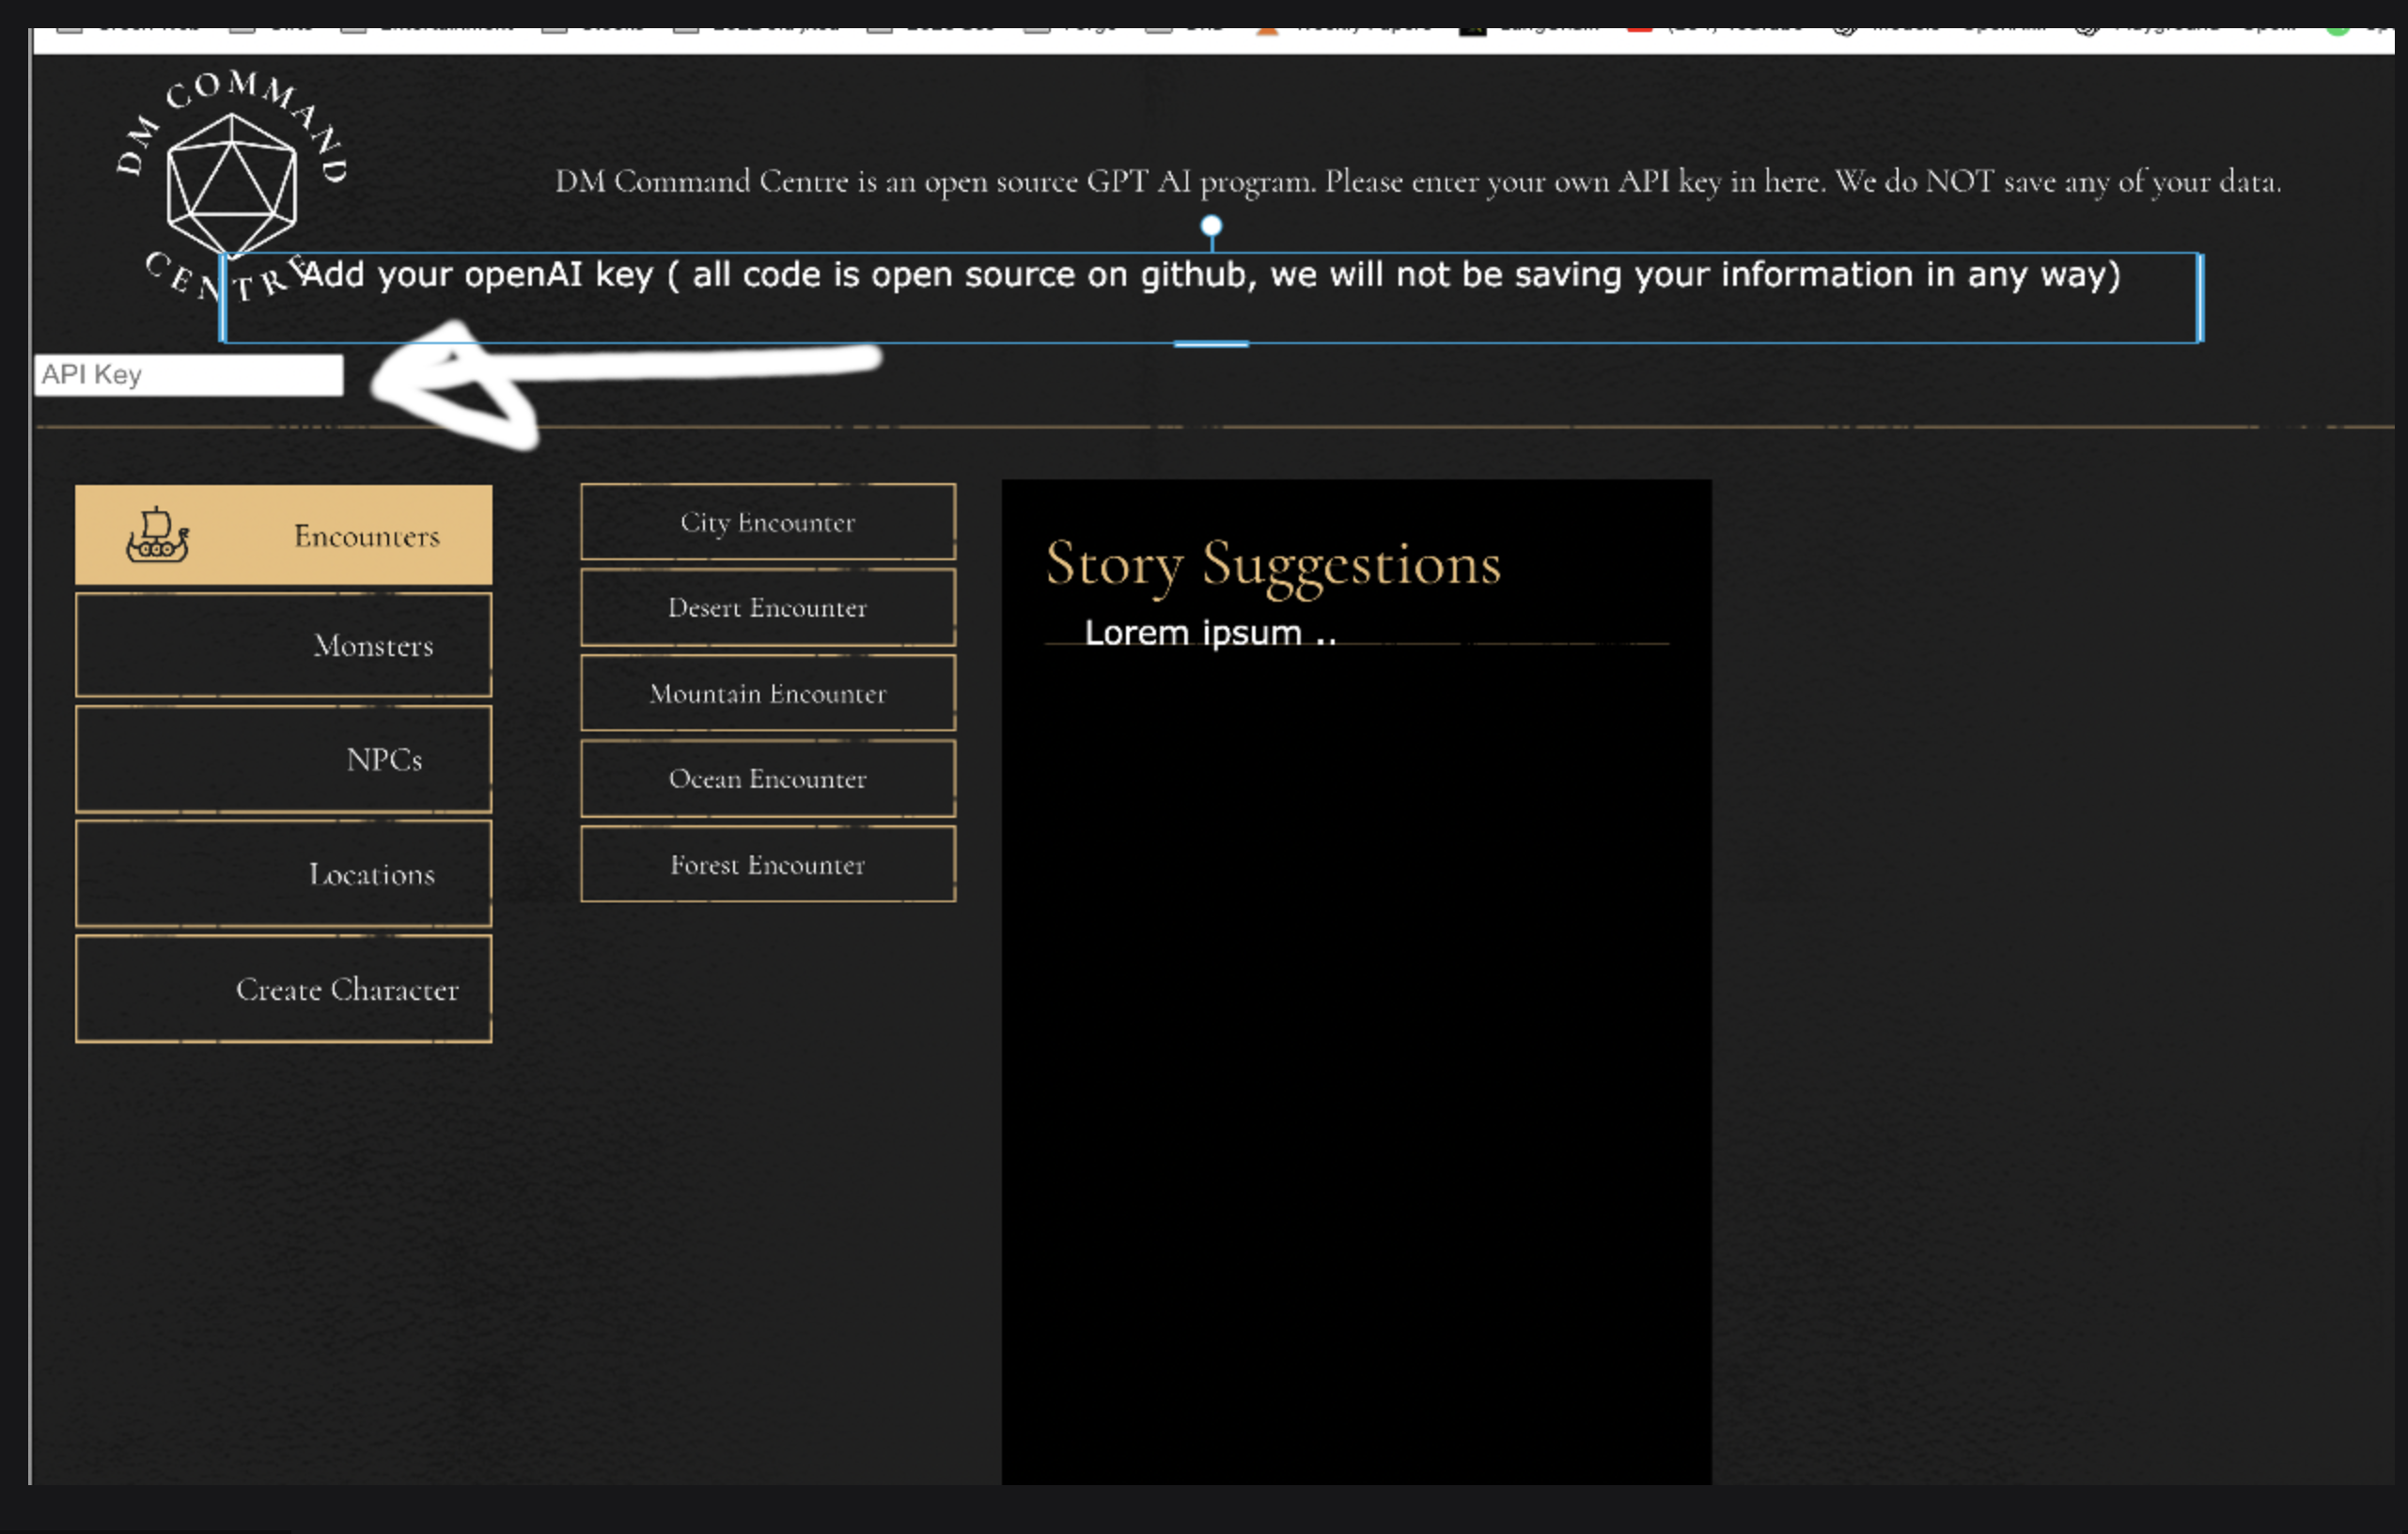 DM COMMAND
CENTRE
DM Command Centre is an open source GPT AI program. Please enter your own API key in here. We do NOT save any of your data.
Add your openAI key ( all code is open source on github, we will not be saving your information in any way)
API Key
Encounters
Monsters
NPCs
Locations
Create Character
City Encounter
Desert Encounter
Mountain Encounter
Ocean Encounter
Forest Encounter
Story Suggestions
Lorem ipsum ..